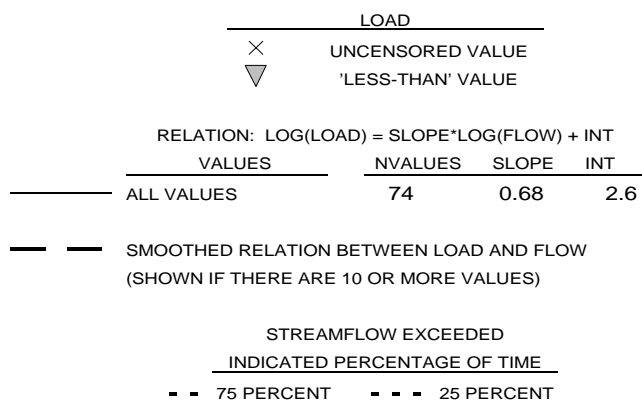 LOAD
UNCENSORED VALUE
'LESS-THAN' VALUE
RELATION: LOG(LOAD) = SLOPE*LOG(FLOW) + INT
VALUES NVALUES SLOPE INT
ALL VALUES 74 0.68 2.6
SMOOTHED RELATION BETWEEN LOAD AND FLOW
(SHOWN IF THERE ARE 10 OR MORE VALUES)
STREAMFLOW EXCEEDED
INDICATED PERCENTAGE OF TIME
75 PERCENT 25 PERCENT